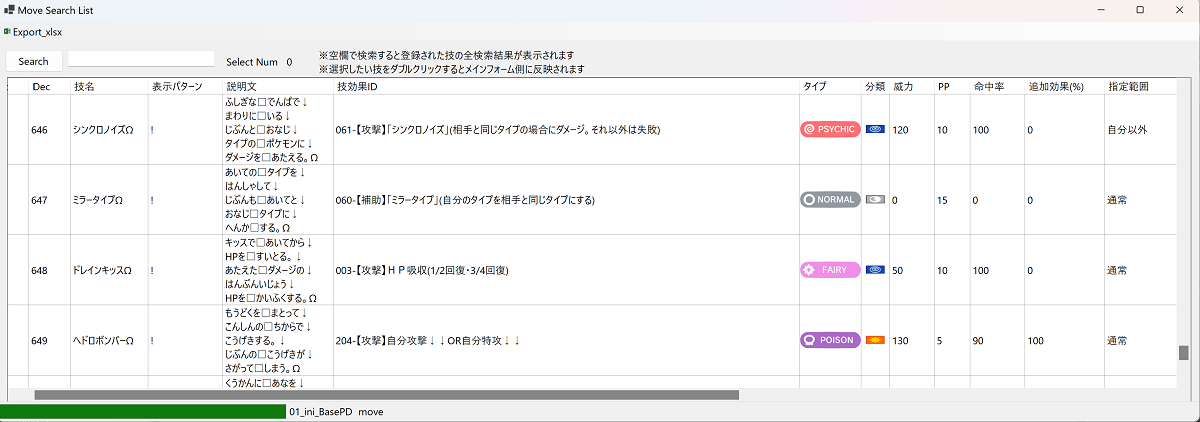 Move Search List
Export_xlsx
Search
Select Num 0
※空欄で検索すると登録された技の全検索結果が表示されます
※選択したい技をダブルクリックするとメインフォーム側に反映されます
Dec 技名 表示パターン 説明文 技効果ID タイプ 分類 威力 PP 命中率 追加効果(%) 指定範囲
646 シンクロノイズΩ !
ふしぎな□でんぱで↓
まわりに□いる↓
じぶんと□おなじ↓
タイプの□ポケモンに↓
ダメージを□あたえる。Ω
061-【攻撃】「シンクロノイズ」(相手と同じタイプの場合にダメージ。それ以外は失敗) PSYCHIC 120 10 100 0 自分以外
647 ミラータイプΩ !
あいての□タイプを↓
はんしゃして↓
じぶんも□あいてと↓
おなじ□タイプに↓
へんか□する。Ω
060-【補助】「ミラータイプ」(自分のタイプを相手と同じタイプにする) NORMAL 0 15 0 0 通常
648 ドレインキッスΩ !
キッスで□あいてから↓
HPを□すいとる。↓
あたえた□ダメージの↓
はんぶんいじょう↓
HPを□かいふくする。Ω
003-【攻撃】ＨＰ吸収(1/2回復・3/4回復) FAIRY 50 10 100 0 通常
649 ヘドロボンバーΩ !
もうどくを□まとって↓
こんしんの□ちからで↓
こうげきする。↓
じぶんの□こうげきが↓
さがって□しまう。Ω
204-【攻撃】自分攻撃↓↓OR自分特攻↓↓ POISON 130 5 90 100 通常
くうかんに□あなを↓
01_ini_BasePD move